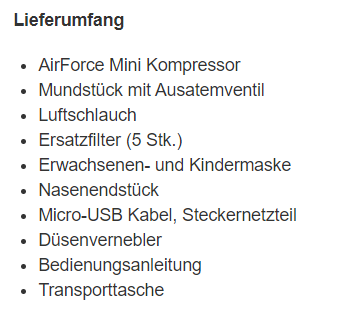 Lieferumfang
AirForce Mini Kompressor
Mundstück mit Ausatemventil
Luftschlauch
Ersatzfilter (5 Stk.)
Erwachsenen- und Kindermaske
Nasenendstück
Micro-USB Kabel, Steckernetzteil
Düsenvernebler
Bedienungsanleitung
Transporttasche